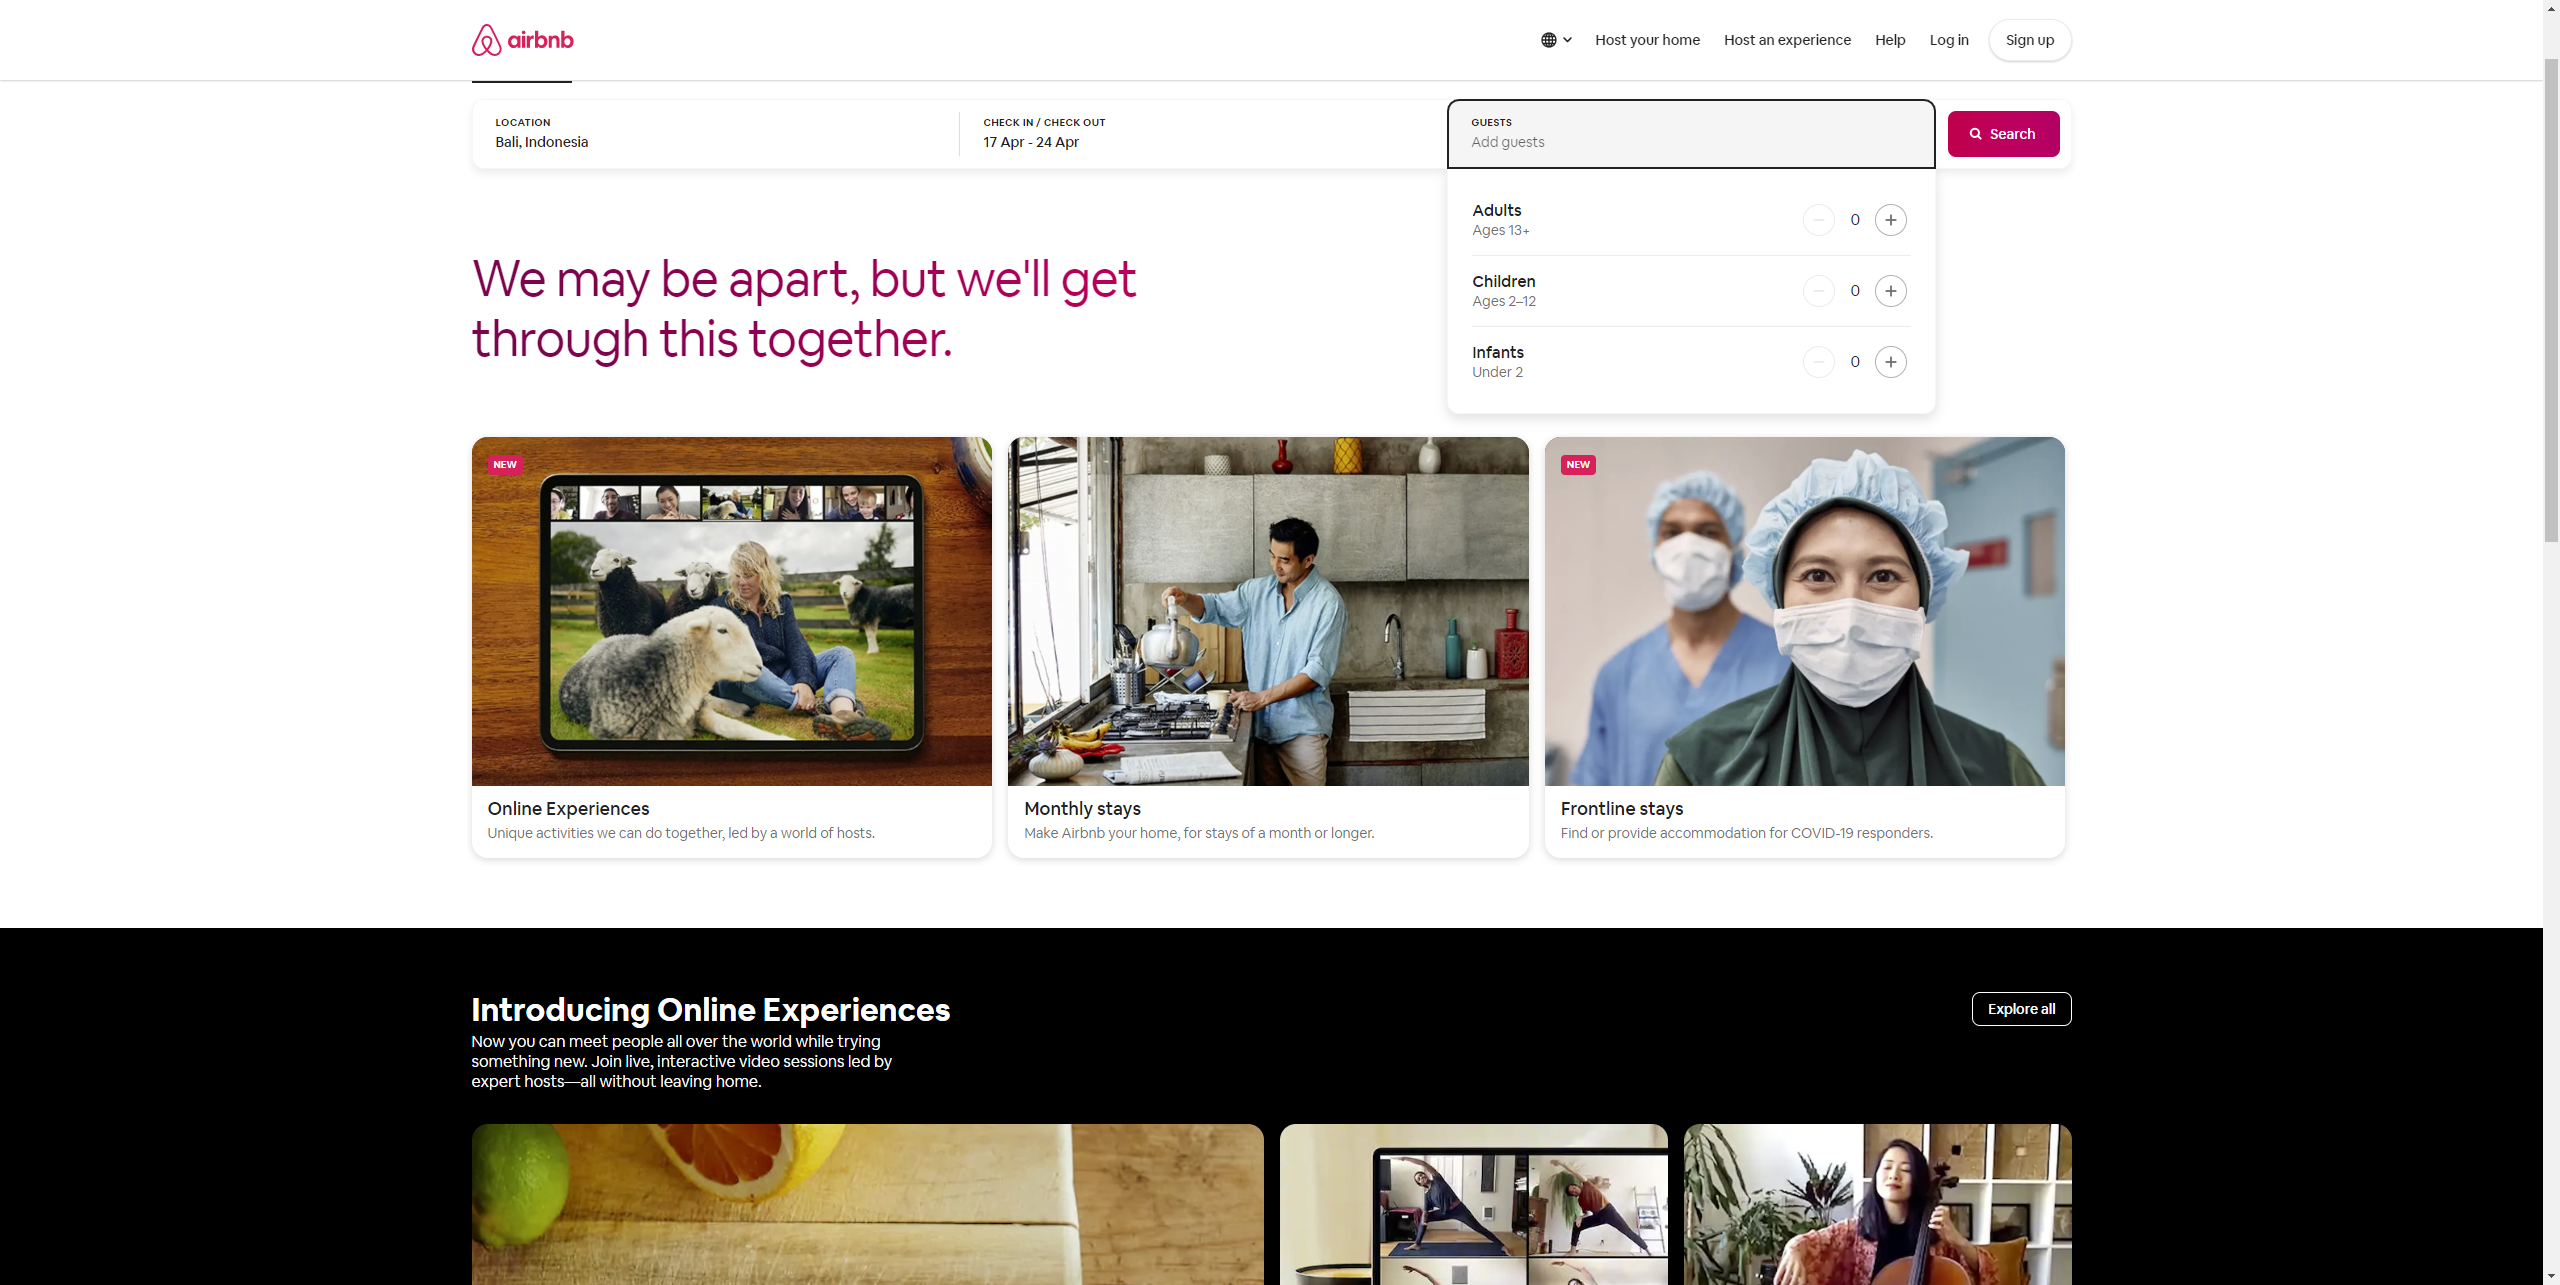 airbnb
Host your home
Host an experience
Help
Log in
Sign up
LOCATION
Bali, Indonesia
CHECK IN / CHECK OUT
17 Apr - 24 Apr
GUESTS
Add guests
Search
Adults
Ages 13+
0
Children
Ages 2–12
0
Infants
Under 2
0
We may be apart, but we'll get
through this together.
NEW
Online Experiences
Unique activities we can do together, led by a world of hosts.
Monthly stays
Make Airbnb your home, for stays of a month or longer.
NEW
Frontline stays
Find or provide accommodation for COVID-19 responders.
Introducing Online Experiences
Now you can meet people all over the world while trying
something new. Join live, interactive video sessions led by
expert hosts—all without leaving home.
Explore all